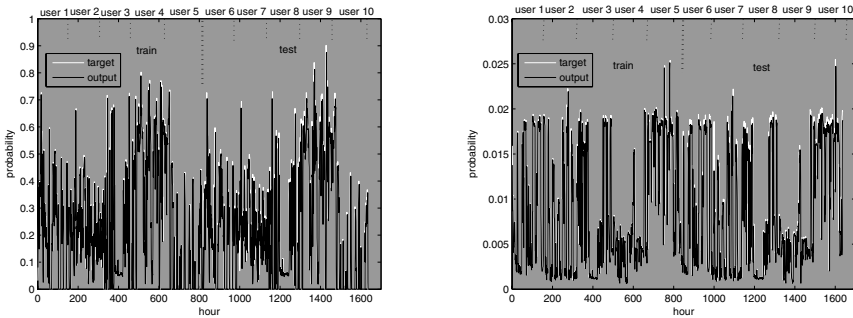 user 1 user 2 user 3 user 4 user 5 user 6 user 7 user 8 user 9 user 10
1
0.9
0.8
0.7
0.6
0.5
0.4
0.3
0.2
0.1
0
probability
train
test
target
output
0 200 400 600 800 1000 1200 1400 1600
hour
user 1 user 2 user 3 user 4 user 5 user 6 user 7 user 8 user 9 user 10
0.03
0.025
0.02
0.015
0.01
0.005
0
probability
train
test
target
output
0 200 400 600 800 1000 1200 1400 1600
hour